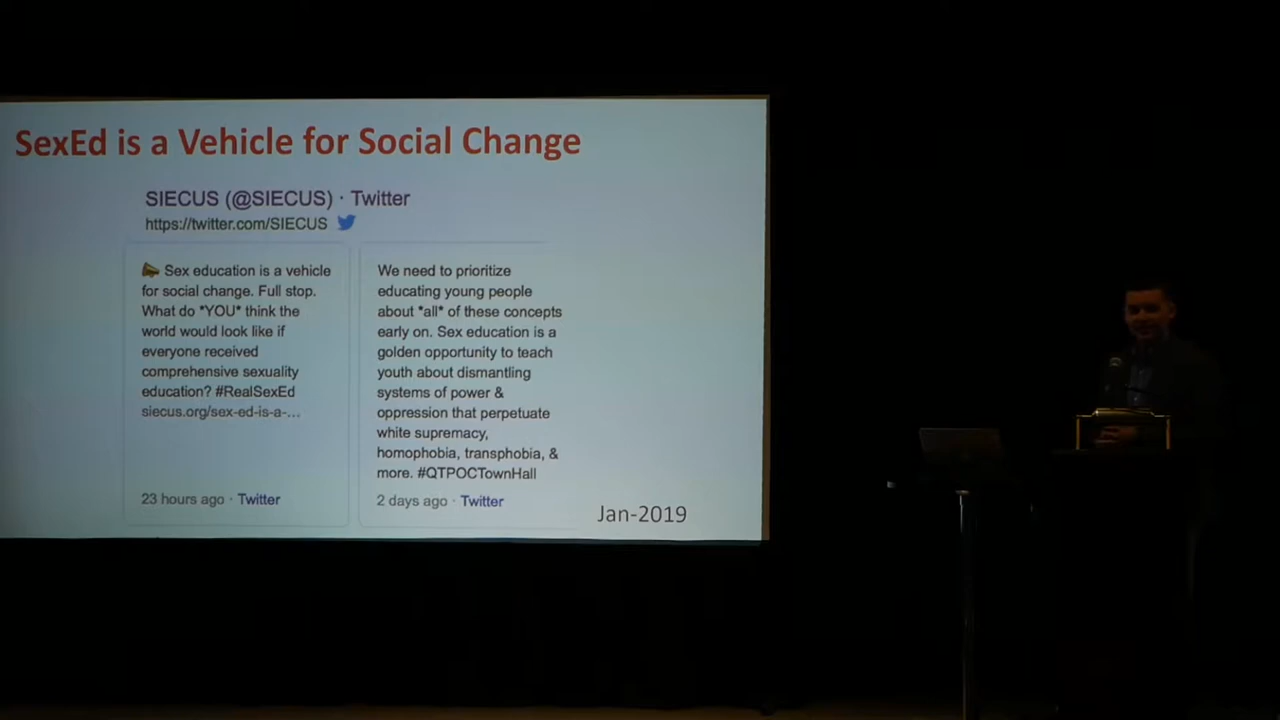 SexEd is a Vehicle for Social Change
SIECUS (@SIECUS) · Twitter
https://twitter.com/SIECUS
Sex education is a vehicle
for social change. Full stop.
What do *YOU* think the
world would look like if
everyone received
comprehensive sexuality
education? #RealSexEd
siecus.org/sex-ed-is-a-...
23 hours ago · Twitter
We need to prioritize
educating young people
about *all* of these concepts
early on. Sex education is a
golden opportunity to teach
youth about dismantling
systems of power &
oppression that perpetuate
white supremacy,
homophobia, transphobia, &
more. #QTPOCTownHall
2 days ago · Twitter
Jan-2019